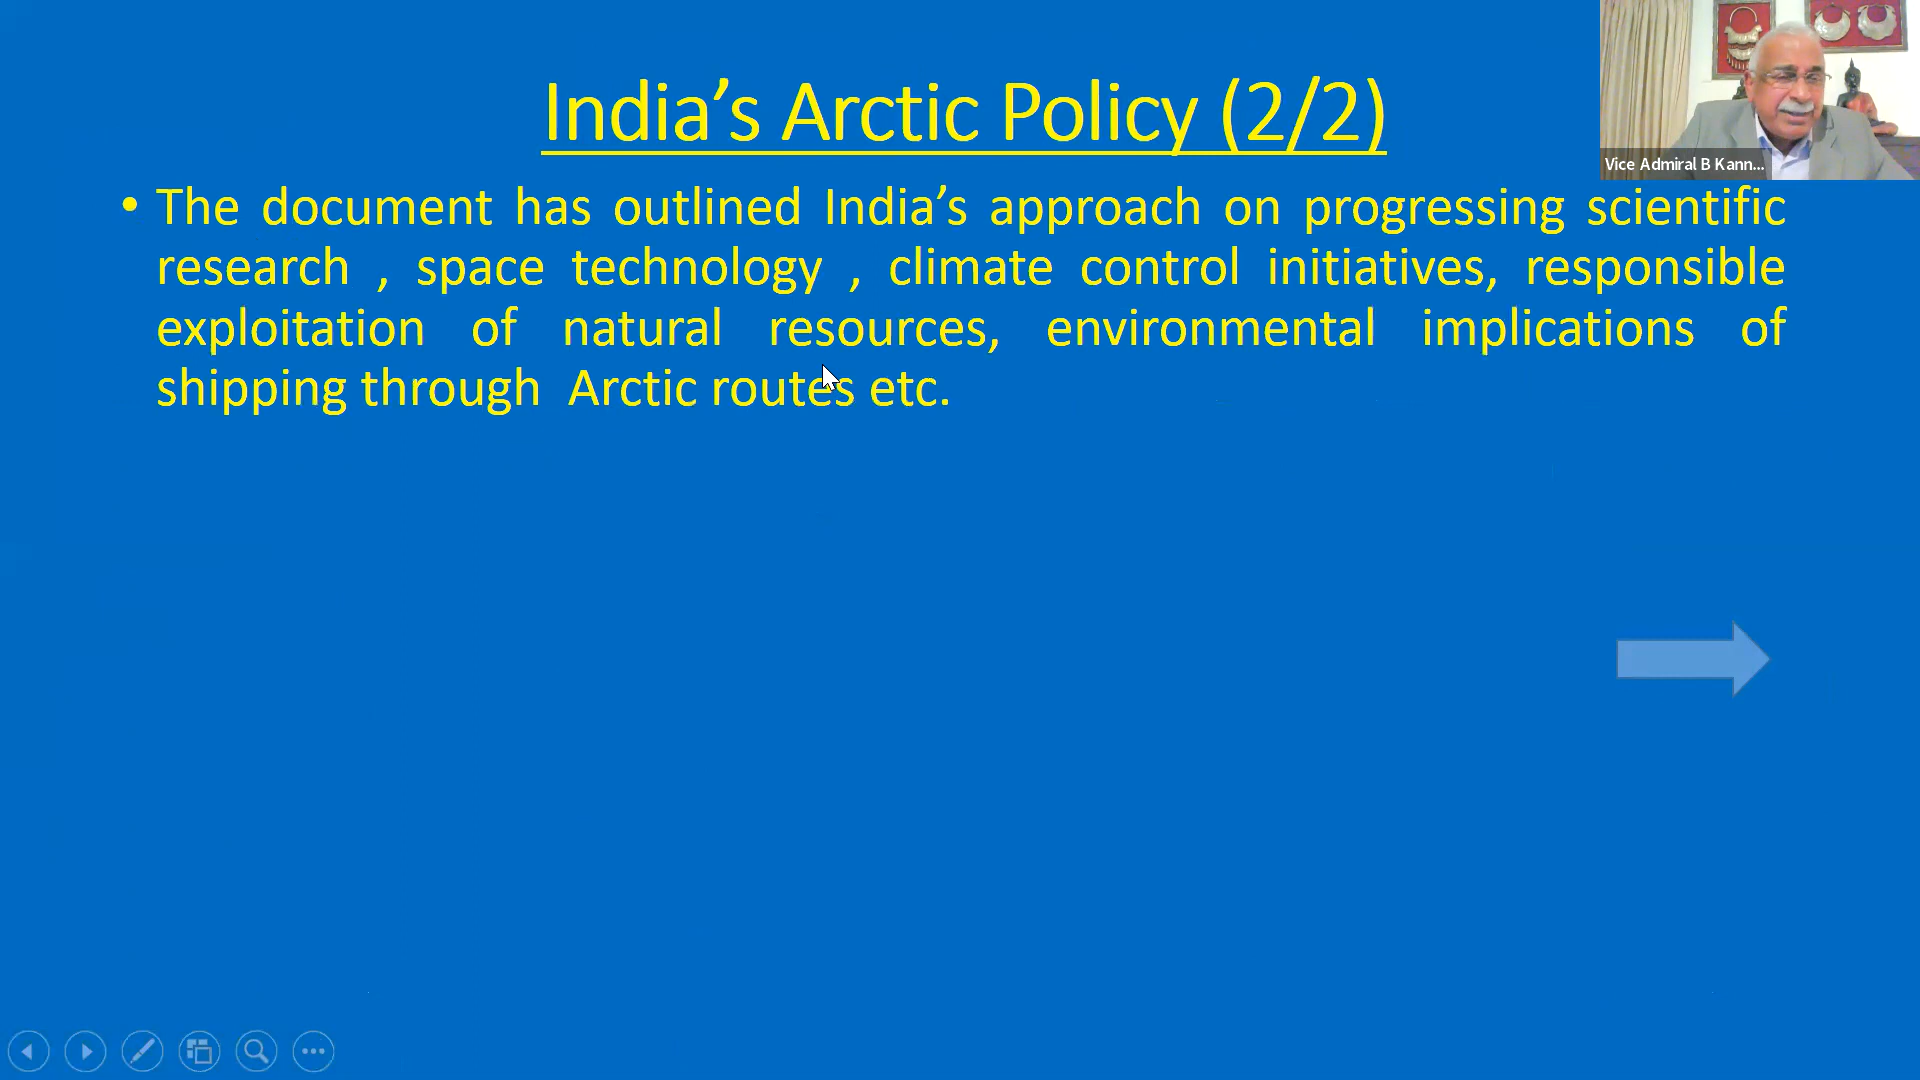 India’s Arctic Policy (2/2)
Vice Admiral B Kann...
• The document has outlined India’s approach on progressing scientific
research , space technology , climate control initiatives, responsible
exploitation of natural resources, environmental implications of
shipping through Arctic routes etc.